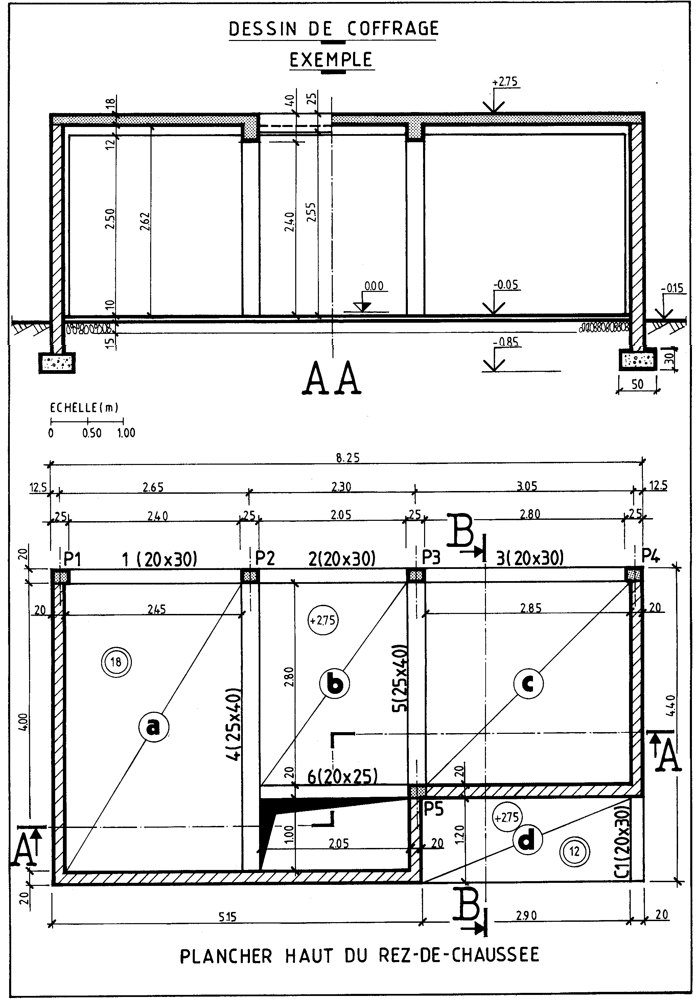 DESSIN DE COFFRAGE
EXEMPLE
+2.75
18
40
25
12
2.50
2.62
2.40
2.55
0.00
-0.05
-0.15
10
15
-0.85
30
50
A A
ECHELLE(m)
0 0.50 1.00
8.25
12.5 2.65 2.30 3.05 12.5
25 2.40 25 2.05 25 2.80 25
B
20
P1 1 (20x30) P2 2(20x30) P3 3(20x30) P4
20 2.45 2.85 20
+2.75
18
b
c
2.80
5(25x40)
4(25x40)
4.00
4.40
a
A
20
6(20x25)
20
P5
+2.75
d
12
C1(20x30)
1.00
1.20
2.05
20
A
20
B
5.15 2.90 20
PLANCHER HAUT DU REZ-DE-CHAUSSEE